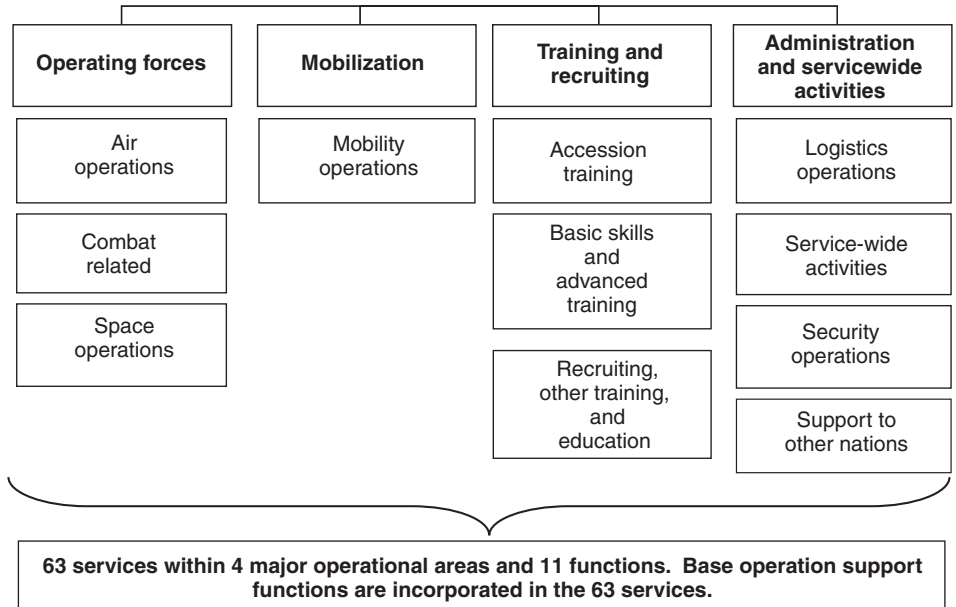 Operating forces
Mobilization
Training and
recruiting
Administration
and servicewide
activities
Air
operations
Combat
related
Space
operations
Mobility
operations
Accession
training
Basic skills
and
advanced
training
Recruiting,
other training,
and
education
Logistics
operations
Service-wide
activities
Security
operations
Support to
other nations
63 services within 4 major operational areas and 11 functions.  Base operation support
functions are incorporated in the 63 services.